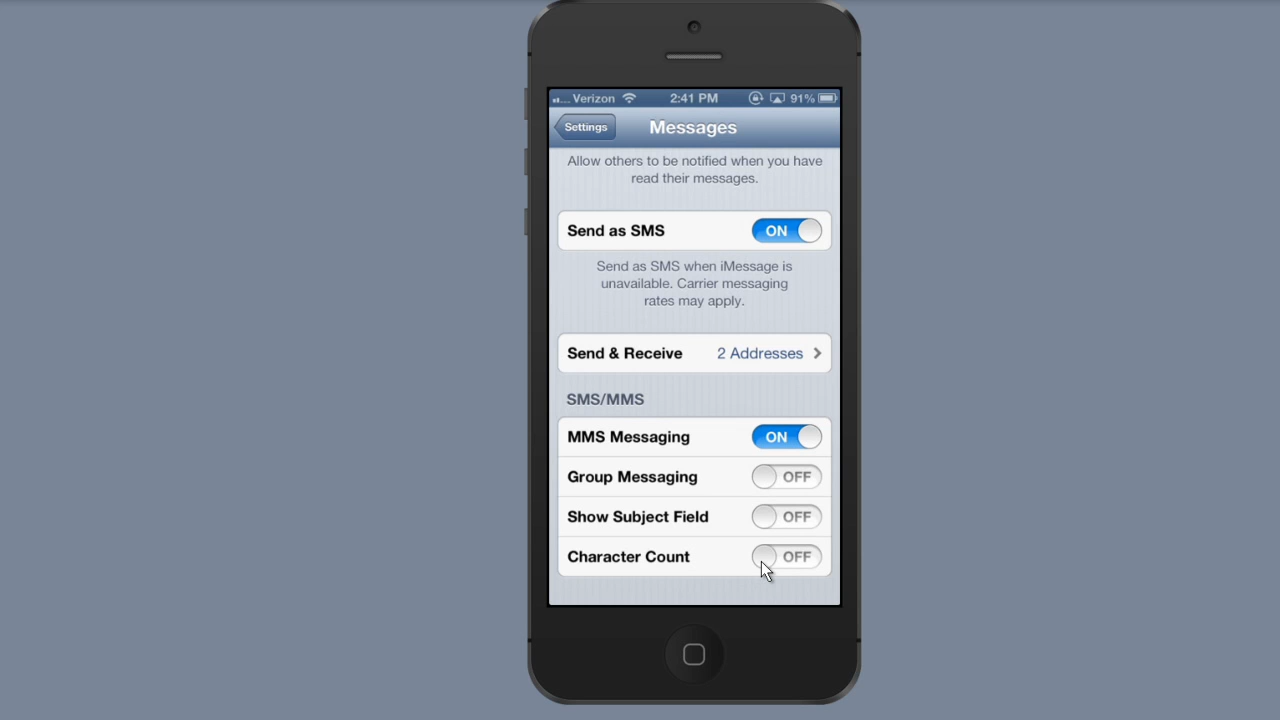 ... Verizon 2:41 PM 91%
Settings Messages
Allow others to be notified when you have
read their messages.
Send as SMS ON
Send as SMS when iMessage is
unavailable. Carrier messaging
rates may apply.
Send & Receive 2 Addresses
SMS/MMS
MMS Messaging ON
Group Messaging OFF
Show Subject Field OFF
Character Count OFF